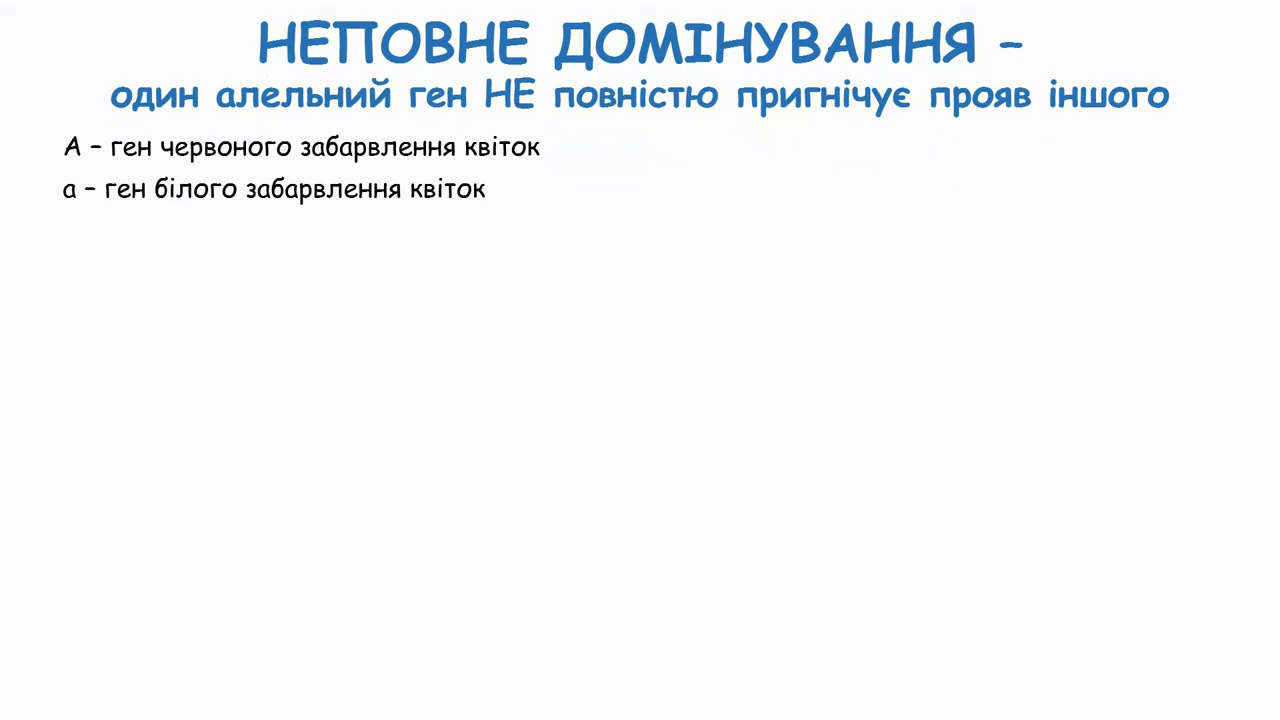 НЕПОВНЕ ДОМІНУВАННЯ –
один алельний ген НЕ повністю пригнічує прояв іншого
А – ген червоного забарвлення квіток
а – ген білого забарвлення квіток